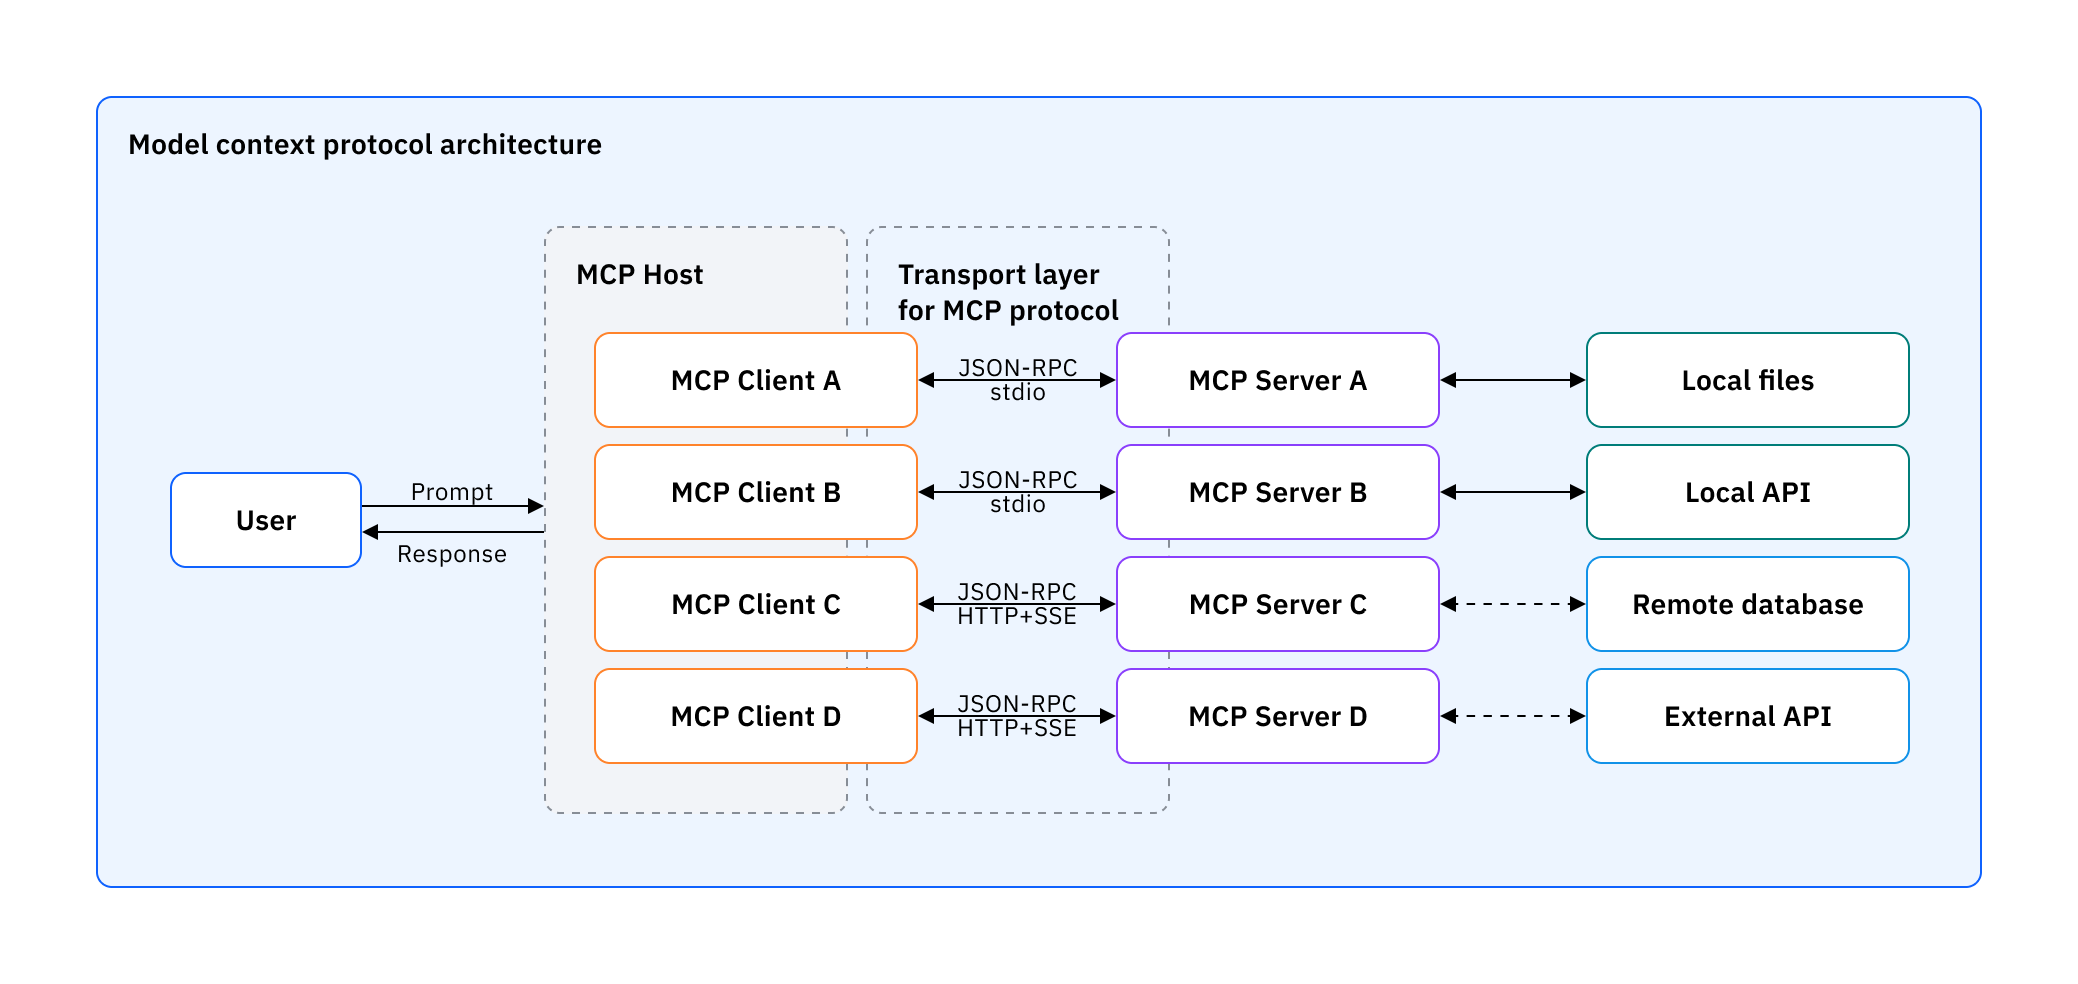 Model context protocol architecture
MCP Host
Transport layer
for MCP protocol
User
Prompt
Response
MCP Client A
JSON-RPC
stdio
MCP Server A
Local files
MCP Client B
JSON-RPC
stdio
MCP Server B
Local API
MCP Client C
JSON-RPC
HTTP+SSE
MCP Server C
Remote database
MCP Client D
JSON-RPC
HTTP+SSE
MCP Server D
External API